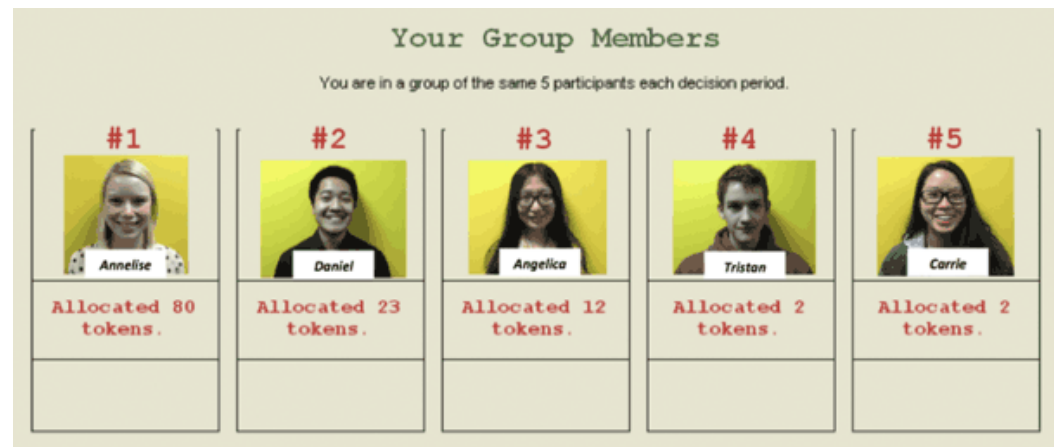 Your Group Members
You are in a group of the same 5 participants each decision period.
#1
#2
#3
#4
#5
Annelise
Daniel
Angelica
Tristan
Carrie
Allocated 80
tokens.
Allocated 23
tokens.
Allocated 12
tokens.
Allocated 2
tokens.
Allocated 2
tokens.